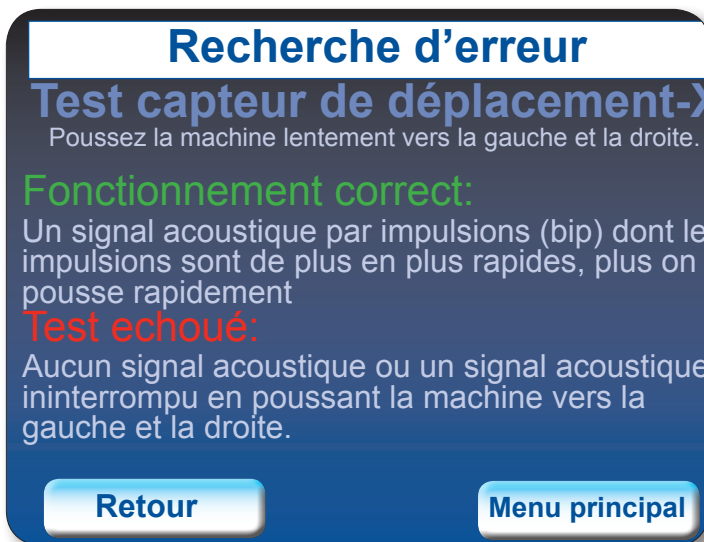 Recherche d'erreur
Test capteur de déplacement-X
Poussez la machine lentement vers la gauche et la droite.
Fonctionnement correct:
Un signal acoustique par impulsions (bip) dont le
impulsions sont de plus en plus rapides, plus on
pousse rapidement
Test echoué:
Aucun signal acoustique ou un signal acoustique
ininterrompu en poussant la machine vers la
gauche et la droite.
Retour
Menu principal